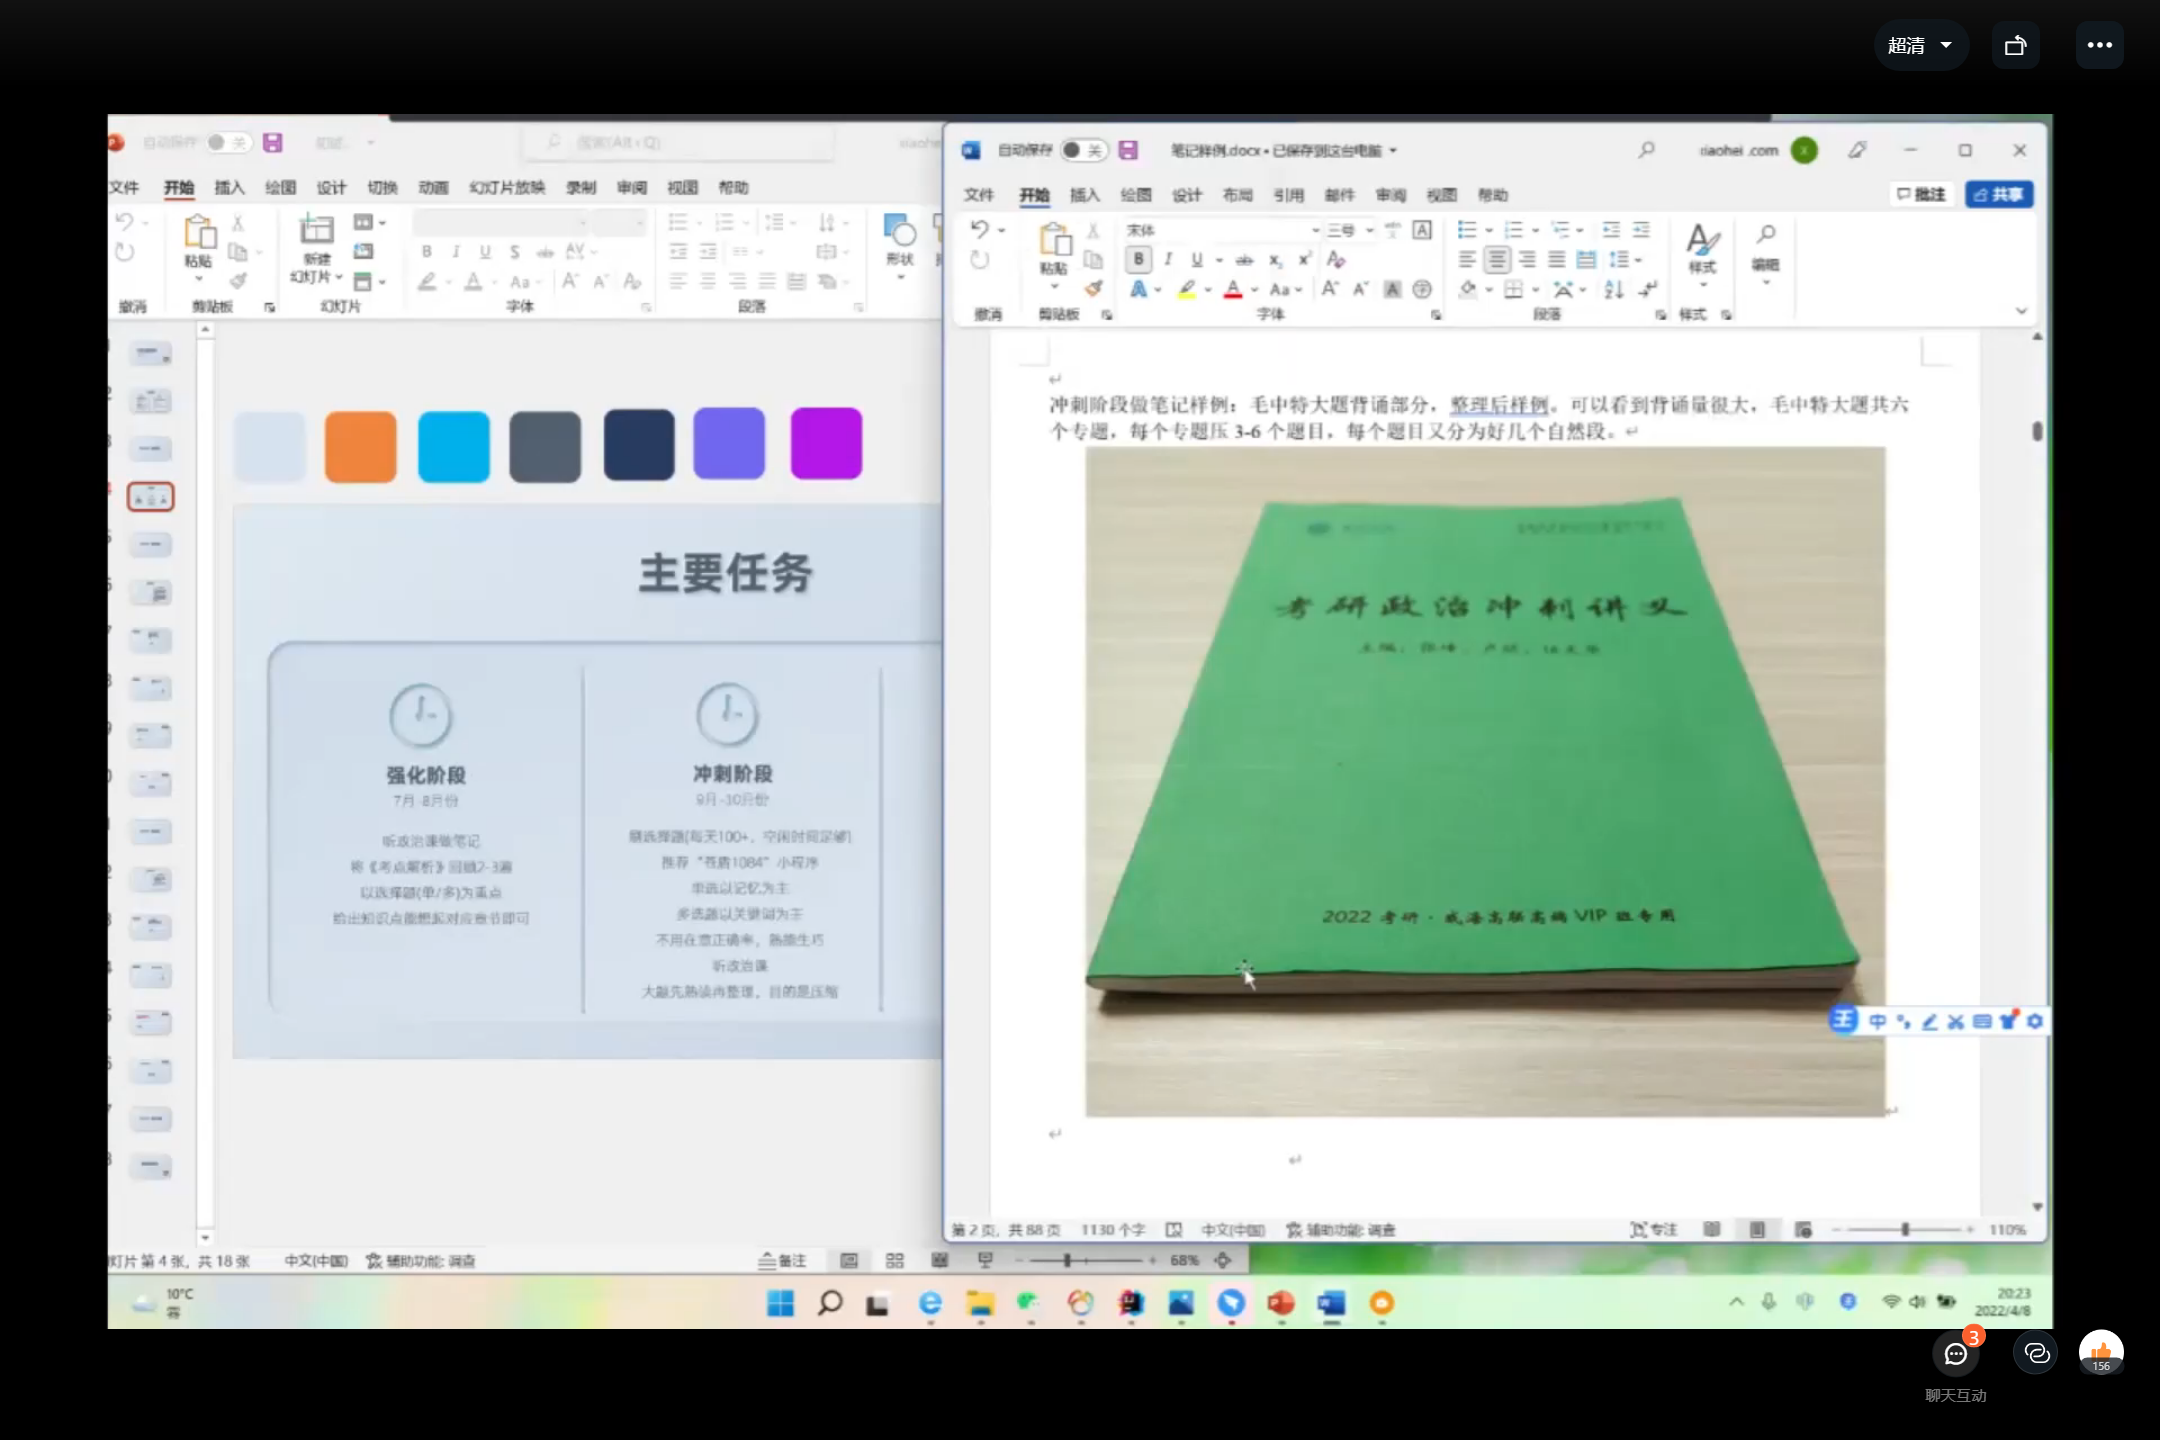 超清
自动保存 关
搜索(Alt+Q)
文件 开始 插入 绘图 设计 切换 动画 幻灯片放映 录制 审阅 视图 帮助
粘贴
新建
幻灯片
形状
撤消 剪贴板 幻灯片 字体 段落
主要任务
强化阶段
7月-8月份
听政治课做笔记
将《考点解析》回顾2-3遍
以选择题(单/多)为重点
给出知识点能想起对应章节即可
冲刺阶段
9月-10月份
刷选择题(每天100+，空闲时间足够)
推荐“苍盾1084”小程序
单选以记忆为主
多选题以关键词为主
不用在意正确率，熟能生巧
听政治课
大题先熟读再整理，目的是压缩
幻灯片第 4 张，共 18 张 中文(中国) 辅助功能: 调查 备注 68%
自动保存 关 笔记样例.docx • 已保存到这台电脑
xiaohei .com
文件 开始 插入 绘图 设计 布局 引用 邮件 审阅 视图 帮助 批注 共享
宋体 三号
粘贴
样式
编辑
撤消 剪贴板 字体 段落 样式
冲刺阶段做笔记样例：毛中特大题背诵部分，整理后样例。可以看到背诵量很大，毛中特大题共六
个专题，每个专题压 3-6 个题目，每个题目又分为好几个自然段。
考研政治冲刺讲义
2022 考研·威海高联高端 VIP 班专用
中
第 2 页，共 88 页 1130 个字 中文(中国) 辅助功能: 调查 专注 110%
10°C
雾
20:23
2022/4/8
3
156
聊天互动